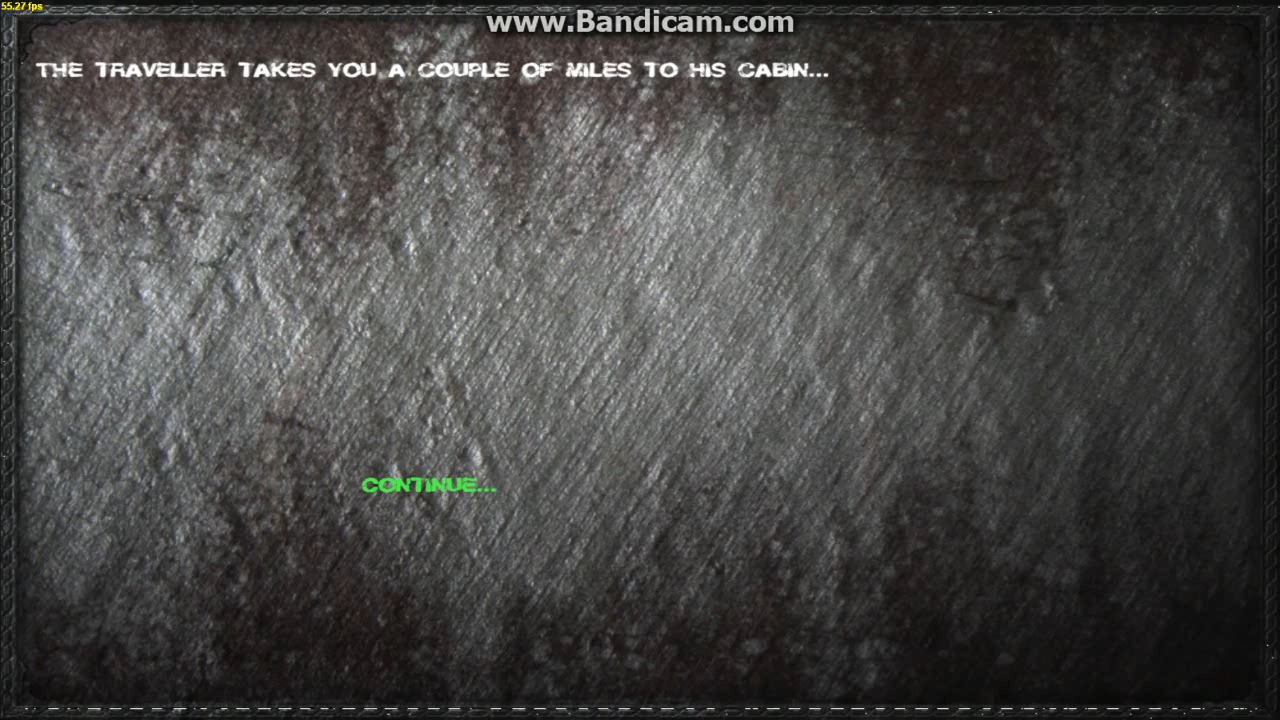 55.27 fps
www.Bandicam.com
THE TRAVELLER TAKES YOU A COUPLE OF MILES TO HIS CABIN...
CONTINUE...